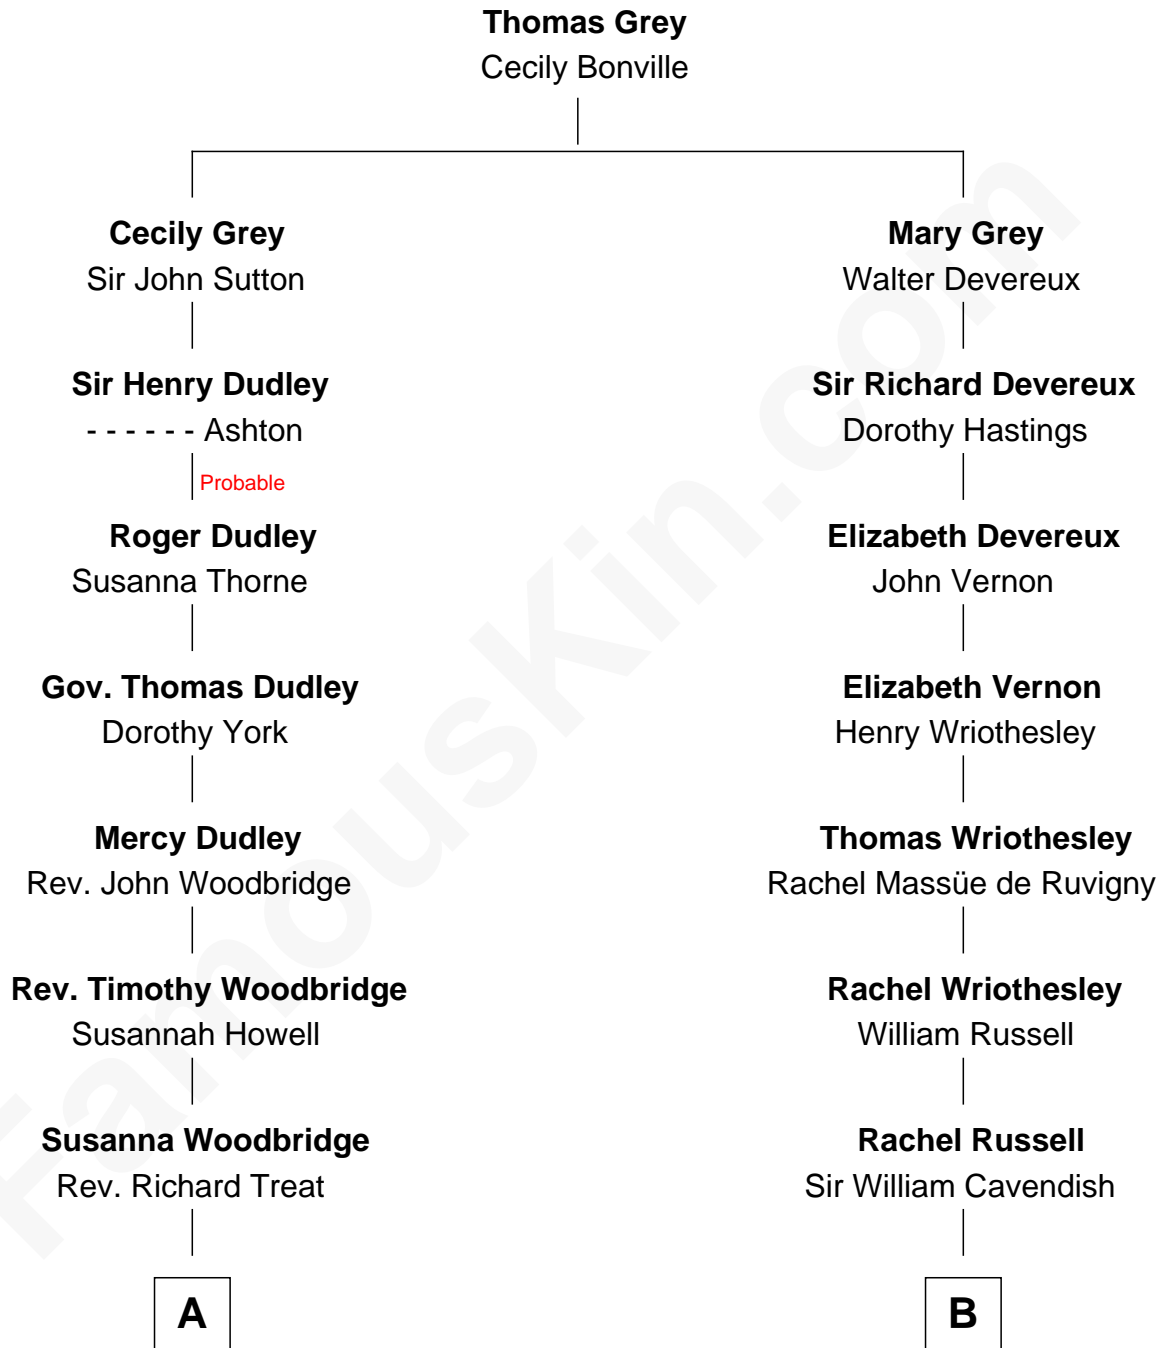 Thomas Grey
Cecily Bonville
Cecily Grey
Sir John Sutton
Mary Grey
Walter Devereux
Sir Henry Dudley
- - - - - - Ashton
Sir Richard Devereux
Dorothy Hastings
Probable
Roger Dudley
Susanna Thorne
Elizabeth Devereux
John Vernon
Gov. Thomas Dudley
Dorothy York
Elizabeth Vernon
Henry Wriothesley
Mercy Dudley
Rev. John Woodbridge
Thomas Wriothesley
Rachel Massüe de Ruvigny
Rev. Timothy Woodbridge
Susannah Howell
Rachel Wriothesley
William Russell
Susanna Woodbridge
Rev. Richard Treat
Rachel Russell
Sir William Cavendish
A
B
FamousKin.com